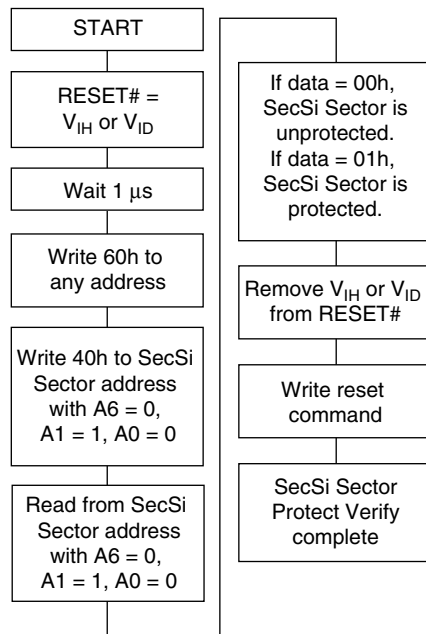 START
RESET# =
V_IH or V_ID
Wait 1 μs
Write 60h to
any address
Write 40h to SecSi
Sector address
with A6 = 0,
A1 = 1, A0 = 0
Read from SecSi
Sector address
with A6 = 0,
A1 = 1, A0 = 0
If data = 00h,
SecSi Sector is
unprotected.
If data = 01h,
SecSi Sector is
protected.
Remove V_IH or V_ID
from RESET#
Write reset
command
SecSi Sector
Protect Verify
complete